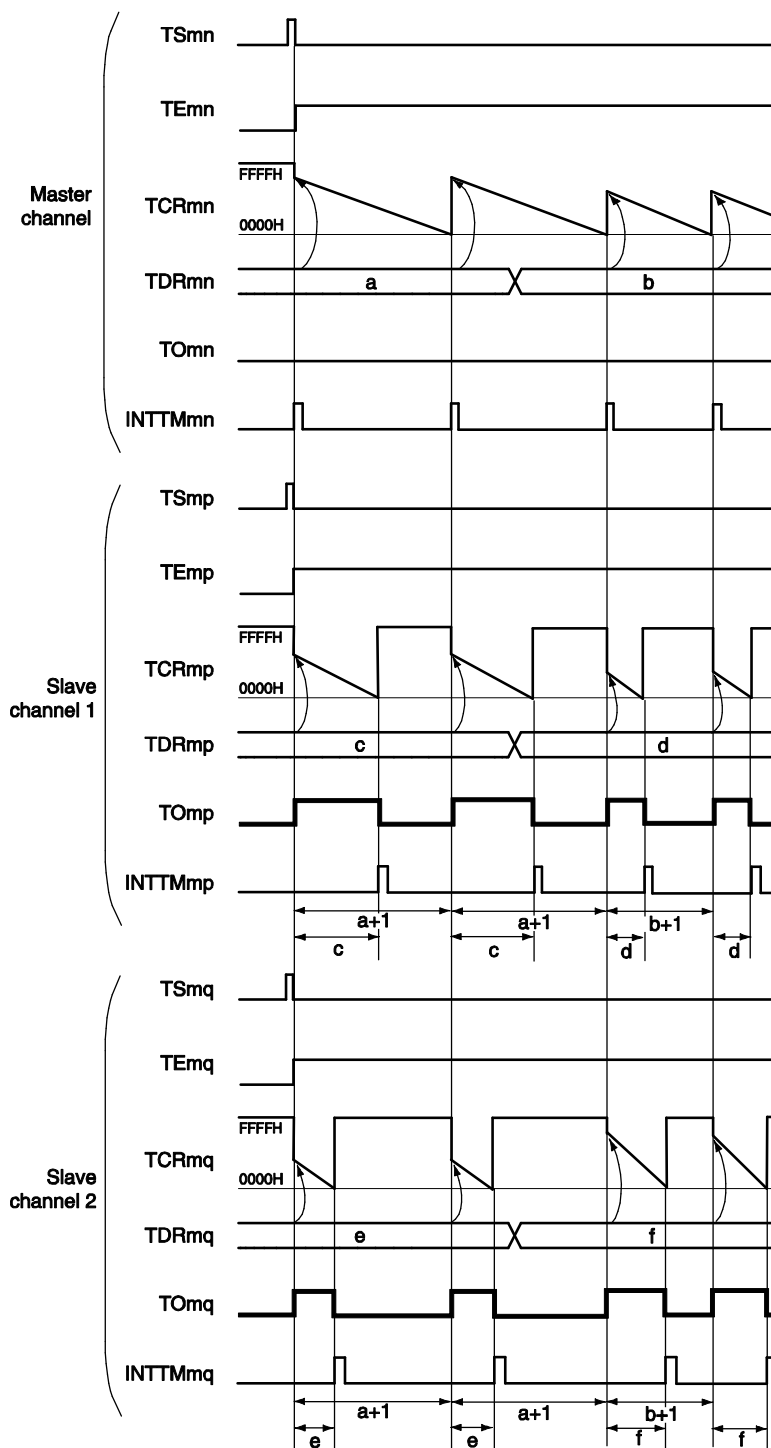 TSmn
TEmn
FFFFH
Master
channel
TCRmn
0000H
TDRmn
a
b
TOmn
INTTMmn
TSmp
TEmp
FFFFH
Slave
channel 1
TCRmp
0000H
TDRmp
c
d
TOmp
INTTMmp
a+1
a+1
b+1
c
c
d
d
TSmq
TEmq
FFFFH
Slave
channel 2
TCRmq
0000H
TDRmq
e
f
TOmq
INTTMmq
a+1
a+1
b+1
e
e
f
f